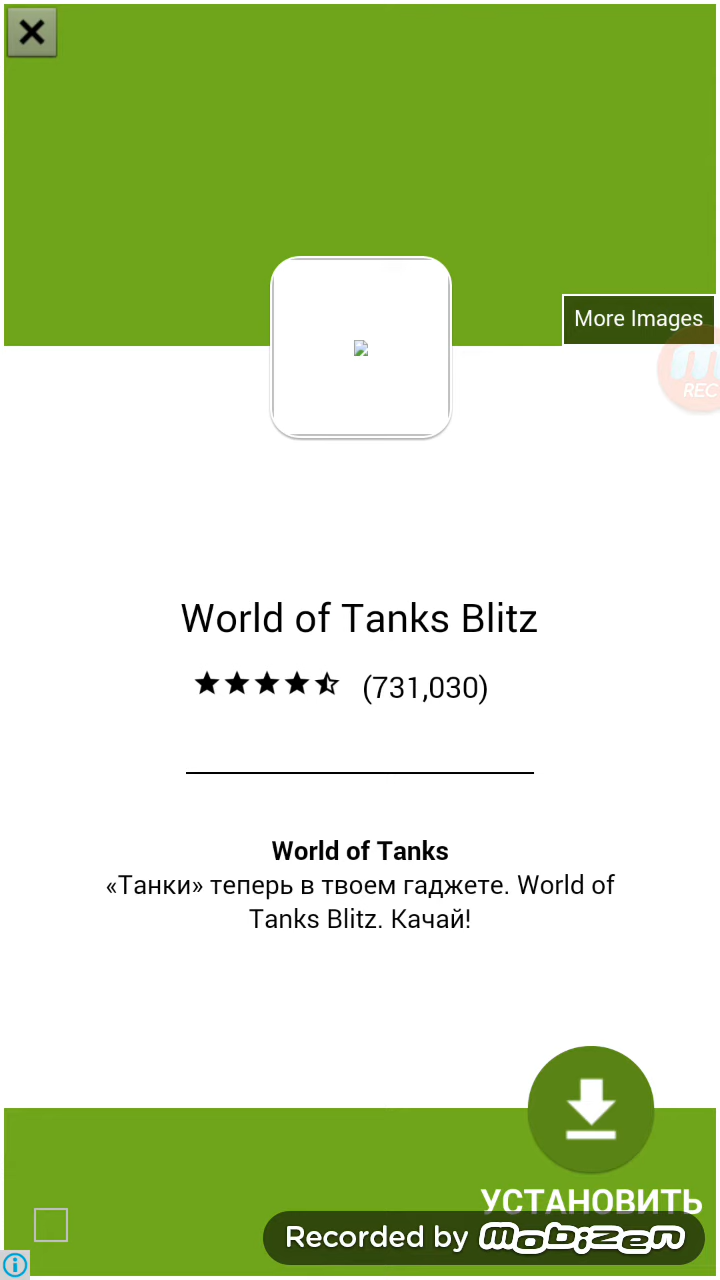 More Images
REC
World of Tanks Blitz
(731,030)
World of Tanks
«Танки» теперь в твоем гаджете. World of
Tanks Blitz. Качай!
УСТАНОВИТЬ
Recorded by mobizen